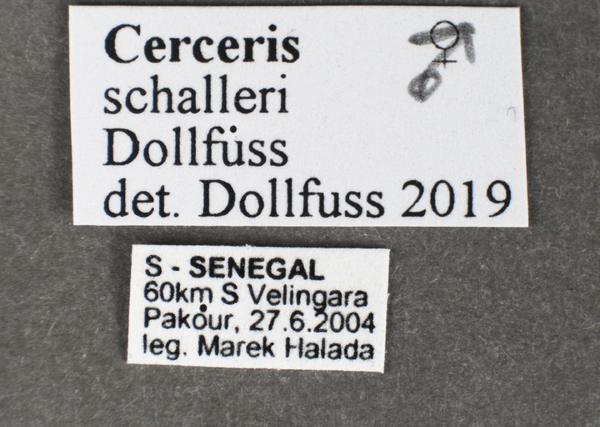 Cerceris ♀
schalleri
Dollfüss
det. Dollfuss 2019
S - SENEGAL
60km S Velingara
Pakour, 27.6.2004
leg. Marek Halada